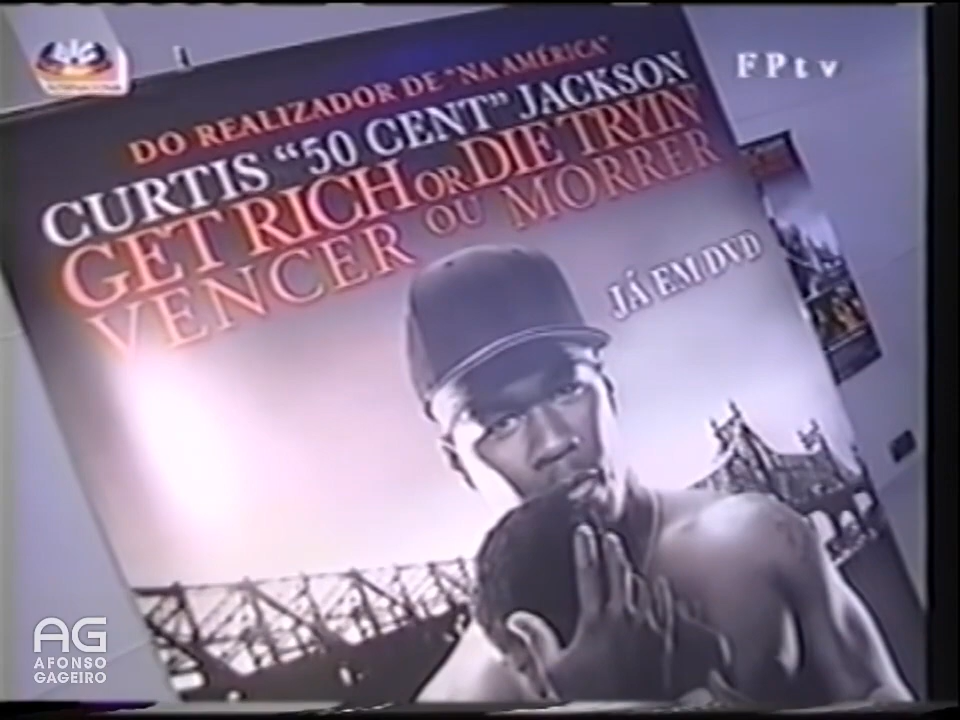 SIC
FPtv
DO REALIZADOR DE "NA AMÉRICA"
CURTIS "50 CENT" JACKSON
GET RICH OR DIE TRYIN'
VENCER OU MORRER
JÁ EM DVD
AG
AFONSO
GAGEIRO